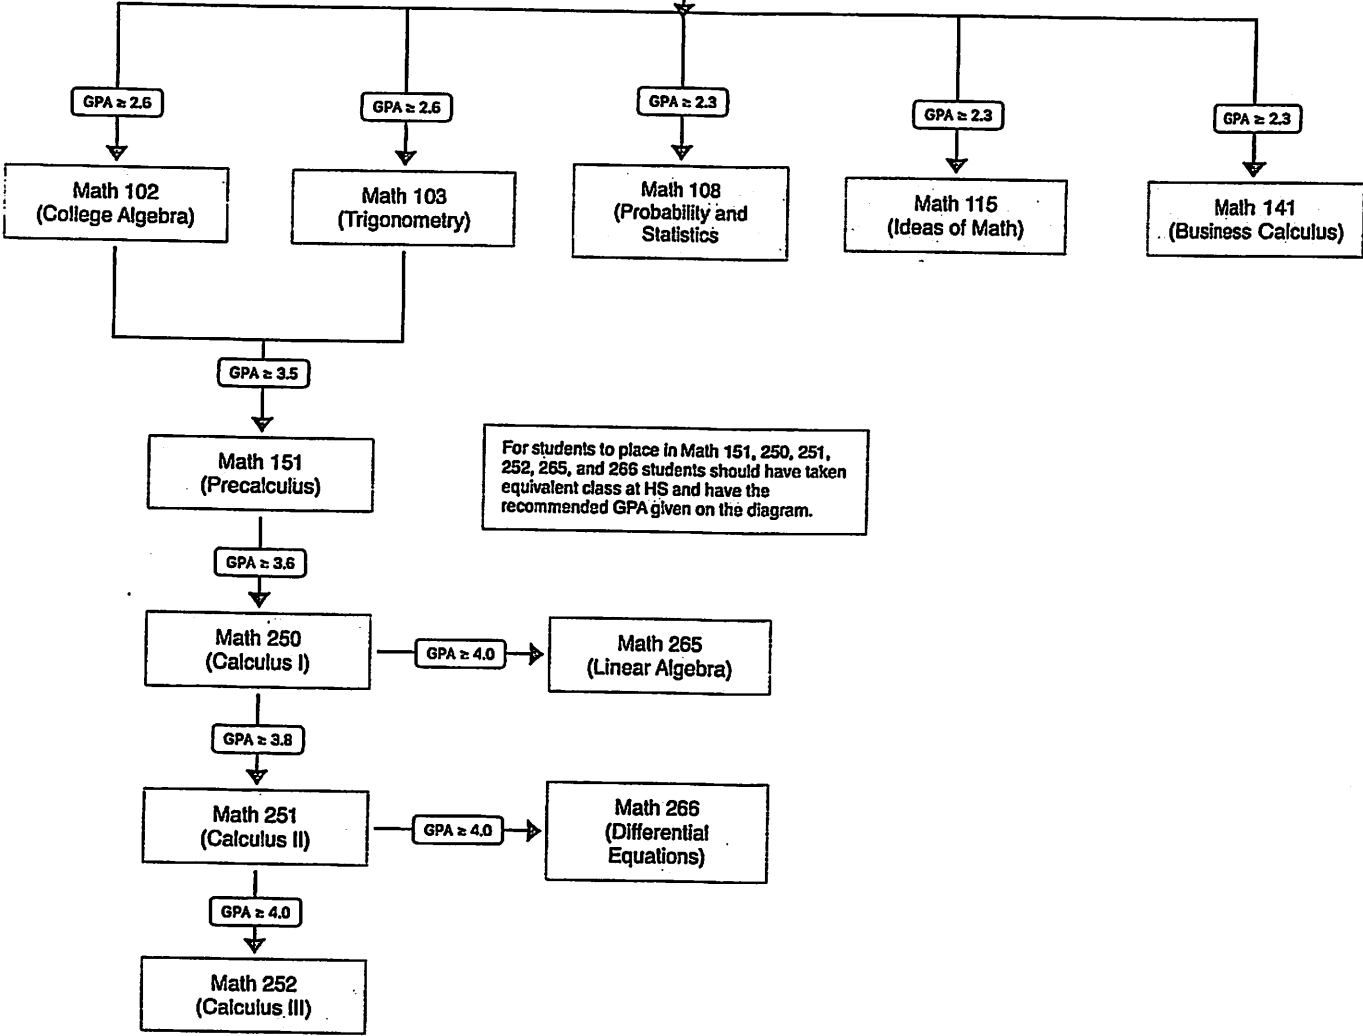 GPA ≥ 2.6
GPA ≥ 2.6
GPA ≥ 2.3
GPA ≥ 2.3
GPA ≥ 2.3
Math 102
(College Algebra)
Math 103
(Trigonometry)
Math 108
(Probability and
Statistics
Math 115
(Ideas of Math)
Math 141
(Business Calculus)
GPA ≥ 3.5
Math 151
(Precalculus)
For students to place in Math 151, 250, 251,
252, 265, and 266 students should have taken
equivalent class at HS and have the
recommended GPA given on the diagram.
GPA ≥ 3.6
Math 250
(Calculus I)
GPA ≥ 4.0
Math 265
(Linear Algebra)
GPA ≥ 3.8
Math 251
(Calculus II)
GPA ≥ 4.0
Math 266
(Differential
Equations)
GPA ≥ 4.0
Math 252
(Calculus III)